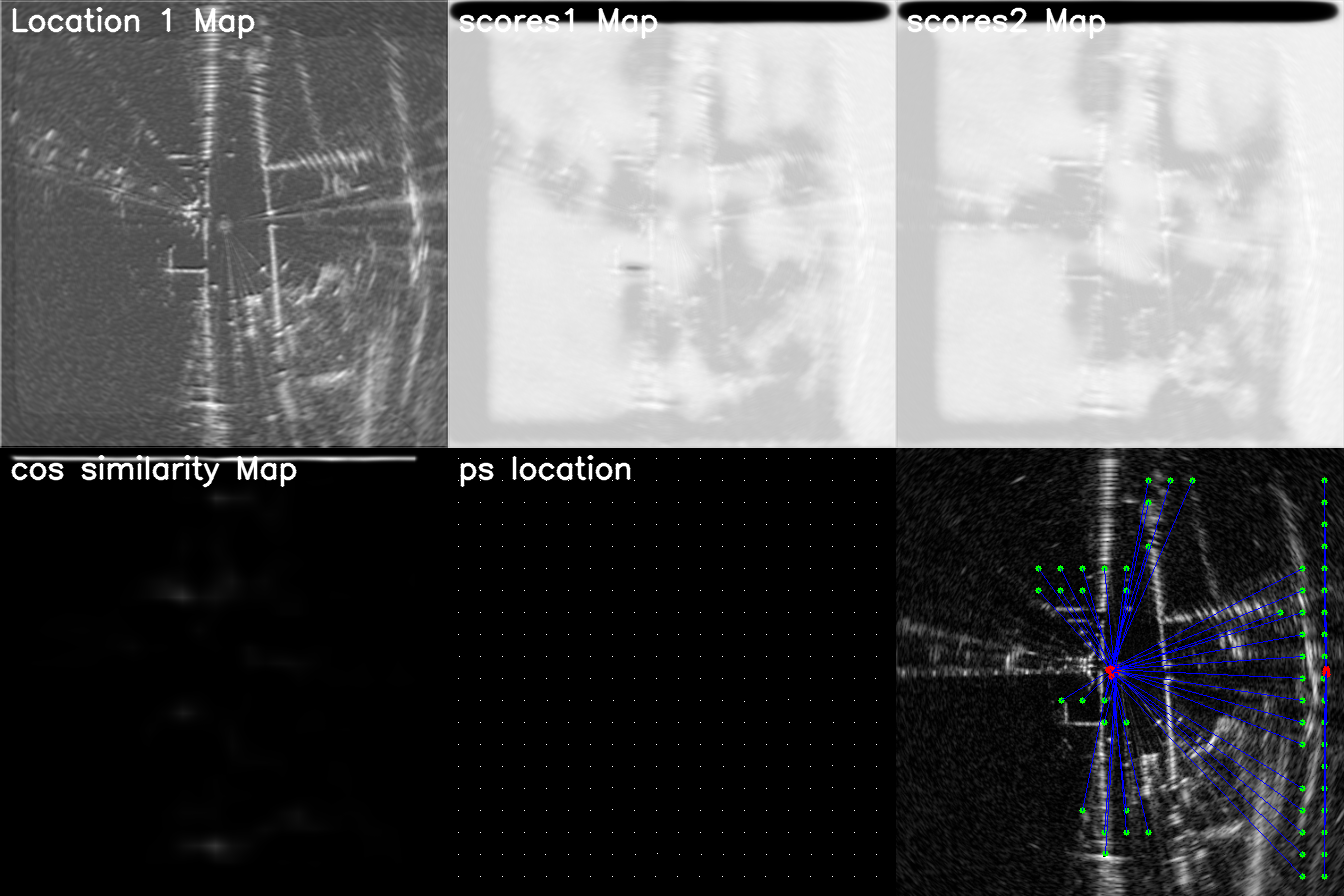 Location 1 Map
scores1 Map
scores2 Map
cos similarity Map
ps location